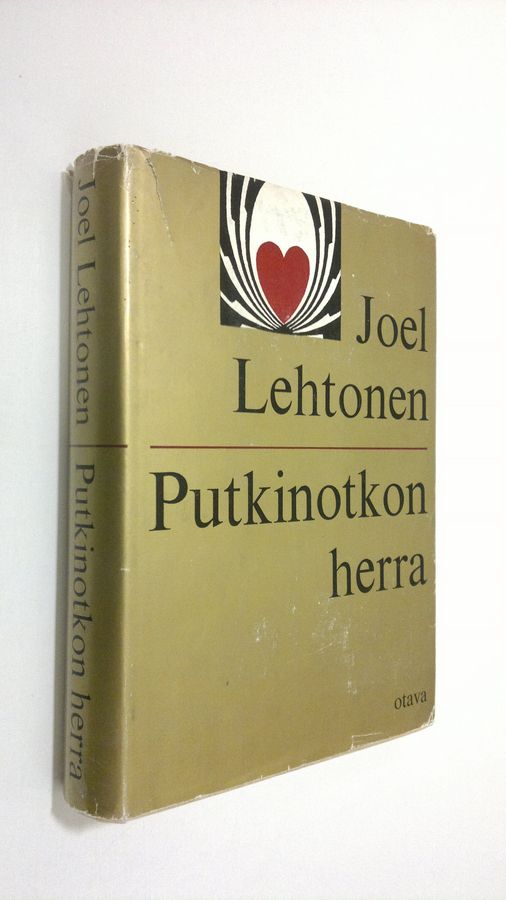 Joel Lehtonen Putkinotkon herra
Joel
Lehtonen
Putkinotkon
herra
otava